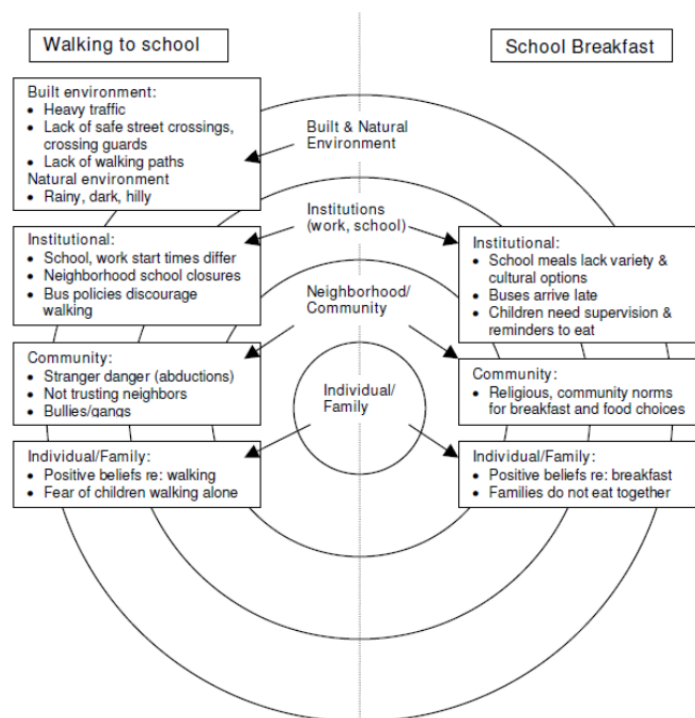 Walking to school
School Breakfast
Built environment:
• Heavy traffic
• Lack of safe street crossings,
crossing guards
• Lack of walking paths
Natural environment
• Rainy, dark, hilly
Built & Natural
Environment
Institutions
(work, school)
Institutional:
• School, work start times differ
• Neighborhood school closures
• Bus policies discourage
walking
Institutional:
• School meals lack variety &
cultural options
• Buses arrive late
• Children need supervision &
reminders to eat
Neighborhood/
Community
Community:
• Stranger danger (abductions)
• Not trusting neighbors
• Bullies/gangs
Community:
• Religious, community norms
for breakfast and food choices
Individual/
Family
Individual/Family:
• Positive beliefs re: walking
• Fear of children walking alone
Individual/Family:
• Positive beliefs re: breakfast
• Families do not eat together